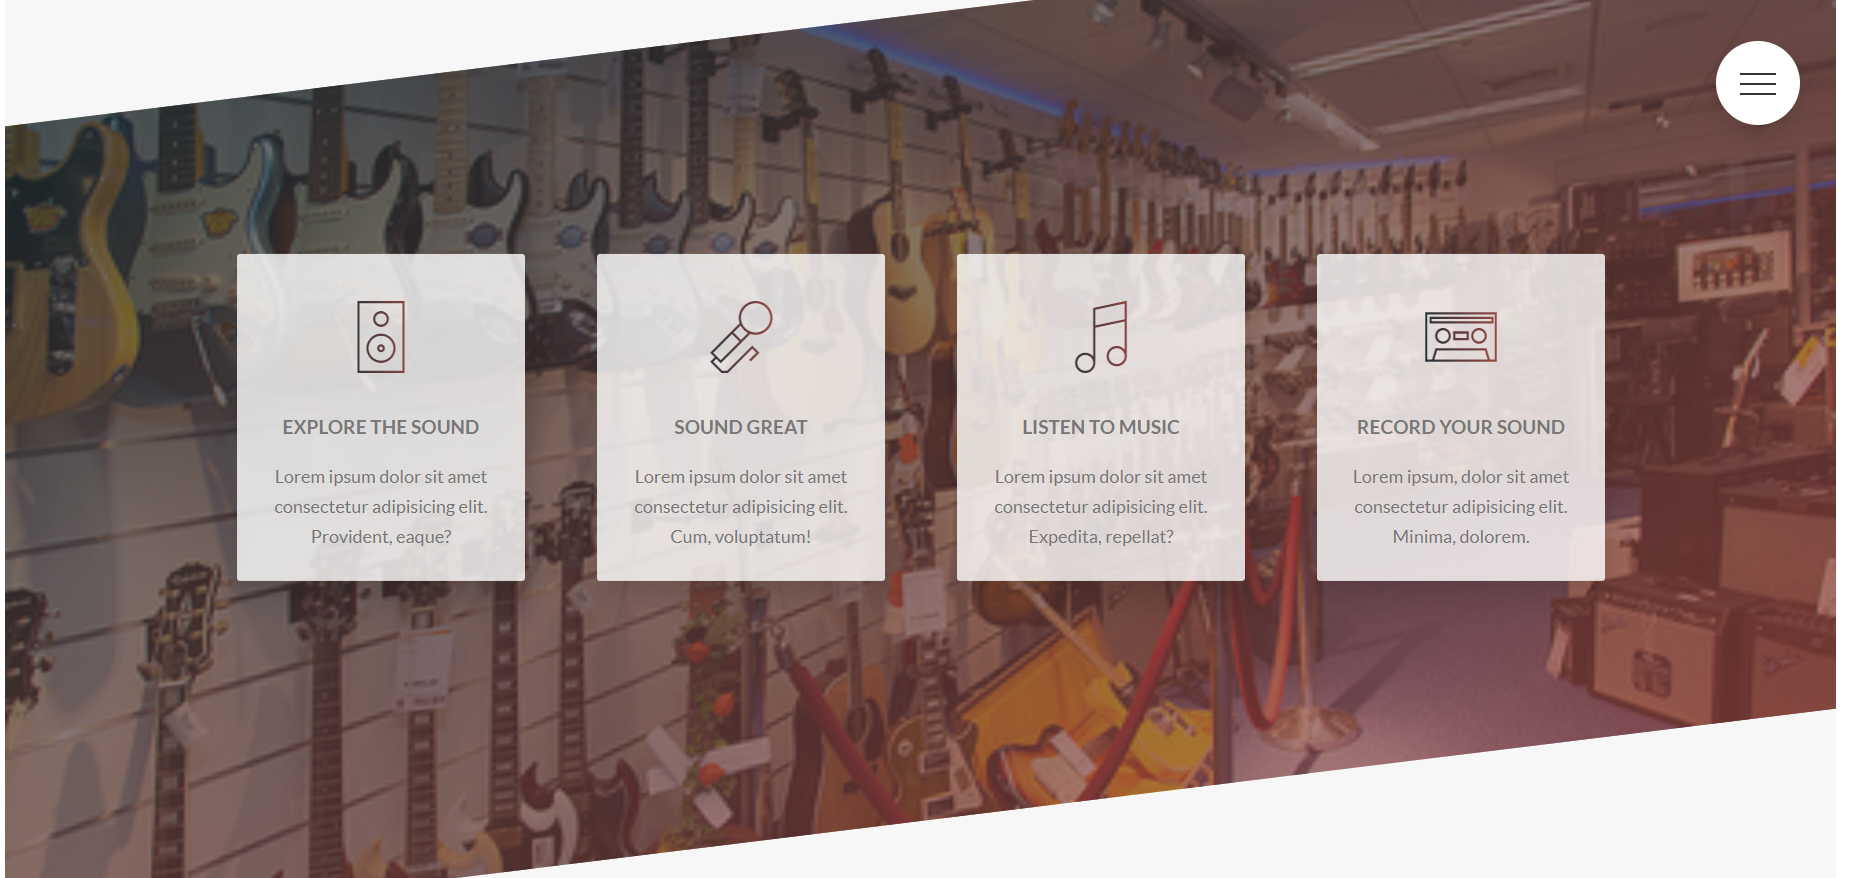 EXPLORE THE SOUND
Lorem ipsum dolor sit amet
consectetur adipisicing elit.
Provident, eaque?
SOUND GREAT
Lorem ipsum dolor sit amet
consectetur adipisicing elit.
Cum, voluptatum!
LISTEN TO MUSIC
Lorem ipsum dolor sit amet
consectetur adipisicing elit.
Expedita, repellat?
RECORD YOUR SOUND
Lorem ipsum, dolor sit amet
consectetur adipisicing elit.
Minima, dolorem.